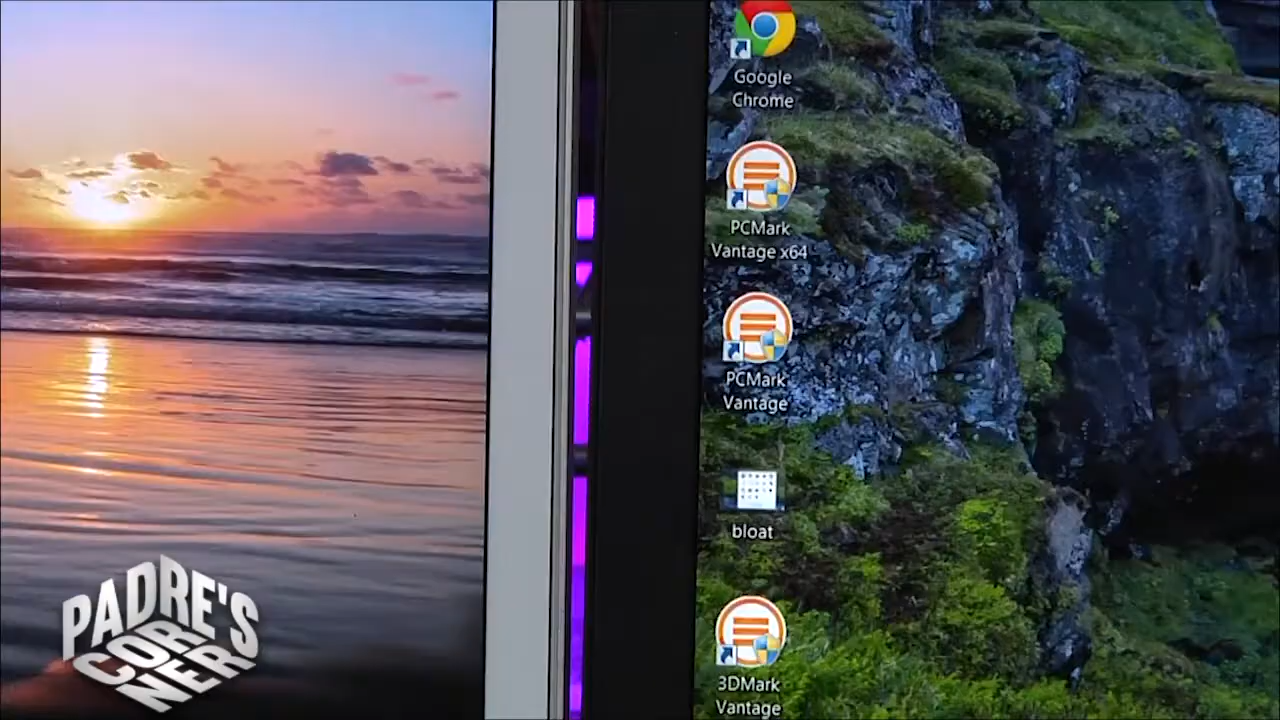 Google
Chrome
PCMark
Vantage x64
PCMark
Vantage
bloat
3DMark
Vantage
PADRE'S
COR
NER